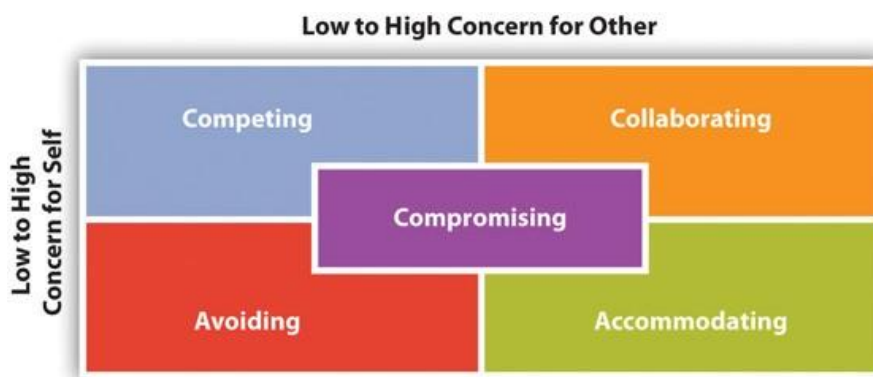 Low to High Concern for Other
Low to High
Concern for Self
Competing
Collaborating
Compromising
Avoiding
Accommodating